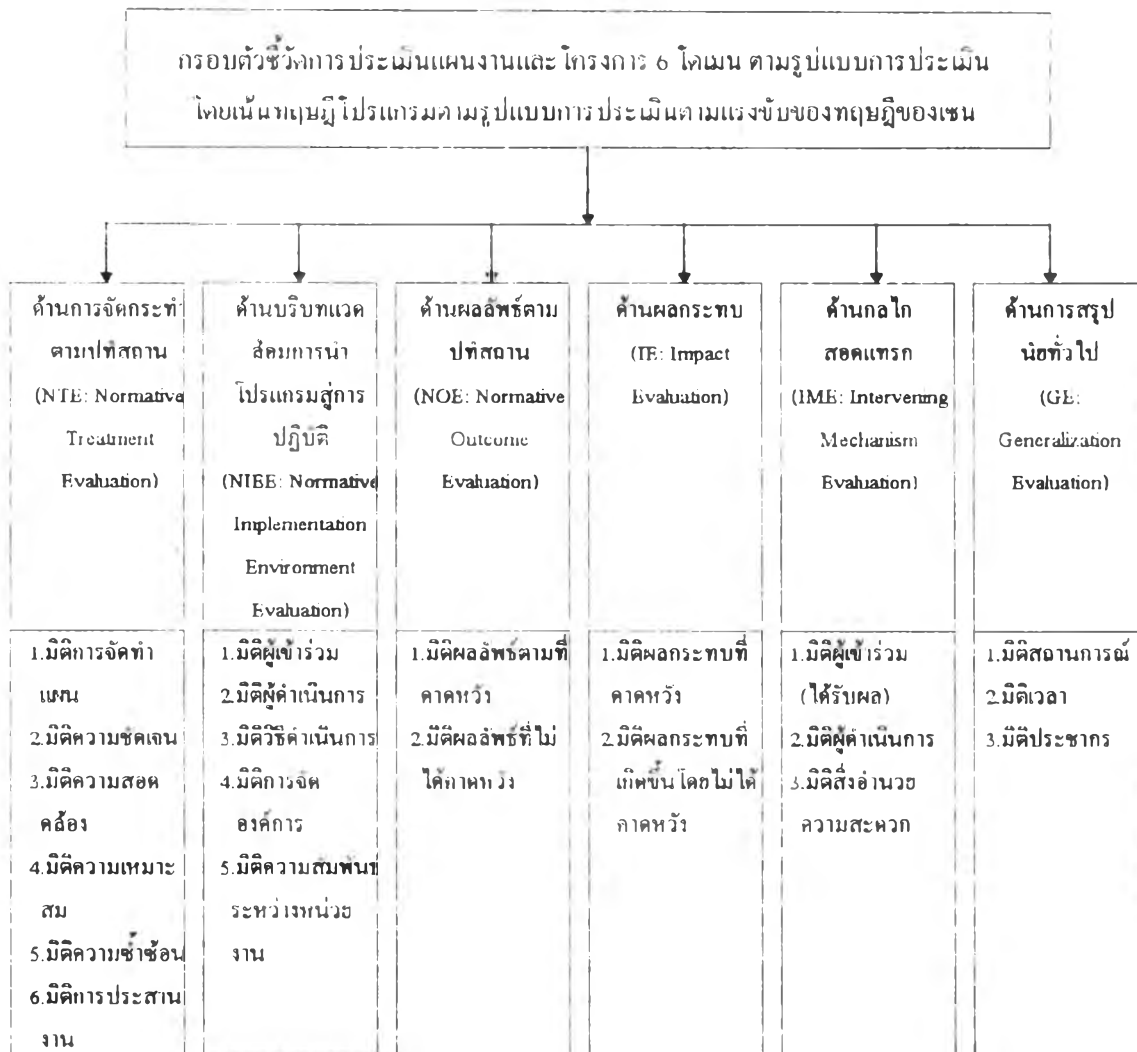 กรอบตัวชี้วัดการประเมินแผนงานและโครงการ 6 โดเมน ตามรูปแบบการประเมิน
โดยเน้นทฤษฎีโปรแกรมตามรูปแบบการประเมินตามแรงขับของทฤษฎีของเชน
ด้านการจัดกระทำ
ตามปทัสถาน
(NTE: Normative
Treatment
Evaluation)
1.มิติการจัดทำ
แผน
2.มิติความชัดเจน
3.มิติความสอด
คล้อง
4.มิติความเหมาะ
สม
5.มิติความซ้ำซ้อน
6.มิติการประสาน
งาน
ด้านบริบทแวด
ล้อมการนำ
โปรแกรมสู่การ
ปฏิบัติ
(NIEE: Normative
Implementation
Environment
Evaluation)
1.มิติผู้เข้าร่วม
2.มิติผู้ดำเนินการ
3.มิติวิธีดำเนินการ
4.มิติการจัด
องค์การ
5.มิติความสัมพันธ์
ระหว่างหน่วย
งาน
ด้านผลลัพธ์ตาม
ปทัสถาน
(NOE: Normative
Outcome
Evaluation)
1.มิติผลลัพธ์ตามที่
คาดหวัง
2.มิติผลลัพธ์ที่ไม่
ได้คาดหวัง
ด้านผลกระทบ
(IE: Impact
Evaluation)
1.มิติผลกระทบที่
คาดหวัง
2.มิติผลกระทบที่
เกิดขึ้นโดยไม่ได้
คาดหวัง
ด้านกลไก
สอดแทรก
(IME: Intervening
Mechanism
Evaluation)
1.มิติผู้เข้าร่วม
(ได้รับผล)
2.มิติผู้ดำเนินการ
3.มิติสิ่งอำนวย
ความสะดวก
ด้านการสรุป
นัยทั่วไป
(GE:
Generalization
Evaluation)
1.มิติสถานการณ์
2.มิติเวลา
3.มิติประชากร